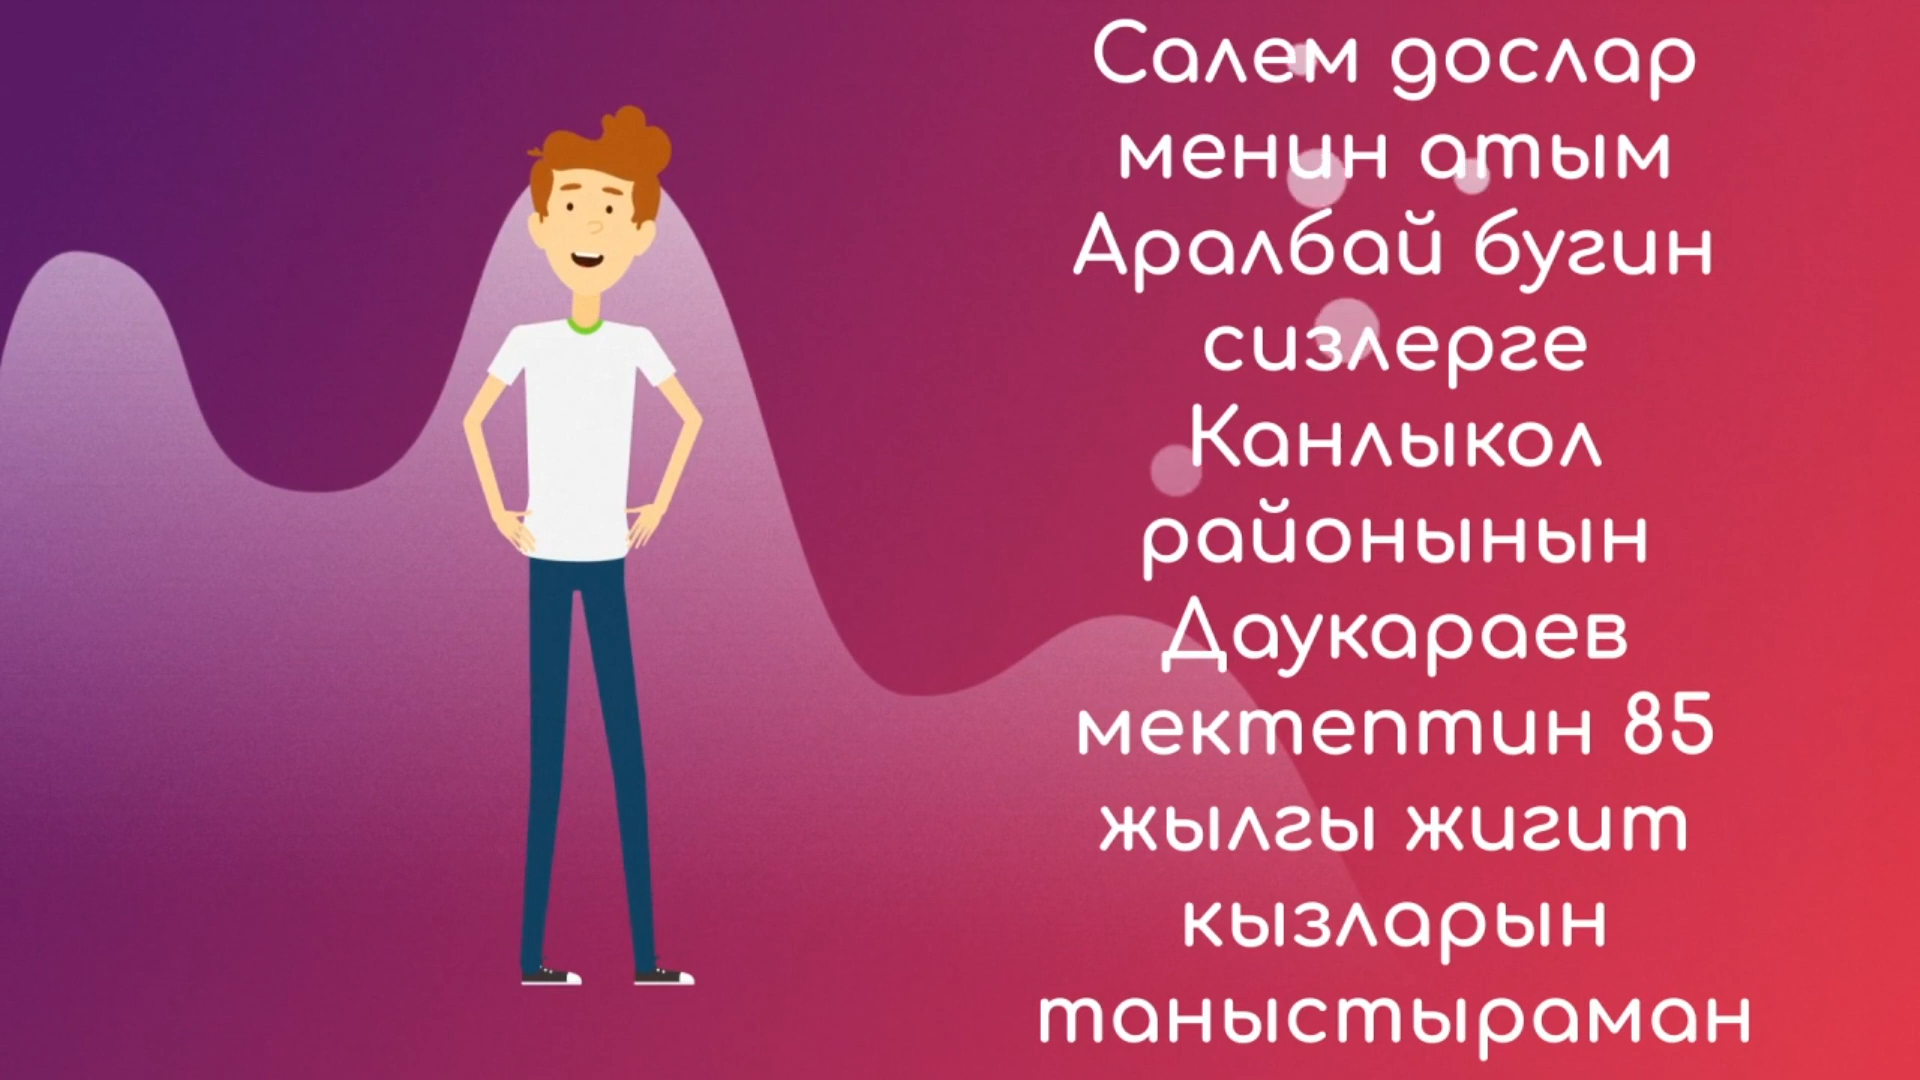 Салем дослар
менин атым
Аралбай бугин
сизлерге
Канлыкол
районынын
Даукараев
мектептин 85
жылгы жигит
кызларын
таныстыраман